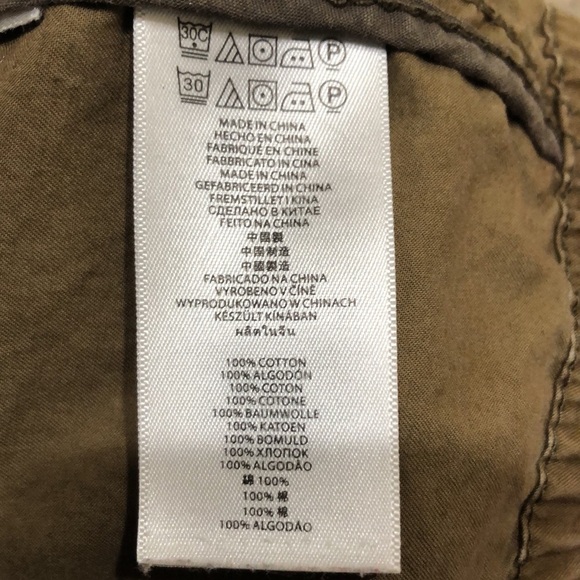 30C P
30 P
MADE IN CHINA
HECHO EN CHINA
FABRIQUÉ EN CHINE
FABBRICATO IN CINA
MADE IN CHINA
GEFABRICEERD IN CHINA
FREMSTILLET I KINA
СДЕЛАНО В КИТАЕ
FEITO NA CHINA
中国製
中国制造
中國製造
FABRICADO NA CHINA
VYROBENO V ČÍNĚ
WYPRODUKOWANO W CHINACH
KÉSZÜLT KÍNÁBAN
ผลิตในจีน
100% COTTON
100% ALGODÓN
100% COTON
100% COTONE
100% BAUMWOLLE
100% KATOEN
100% BOMULD
100% ХЛОПОК
100% ALGODÃO
綿 100%
100% 棉
100% 棉
100% ALGODÃO